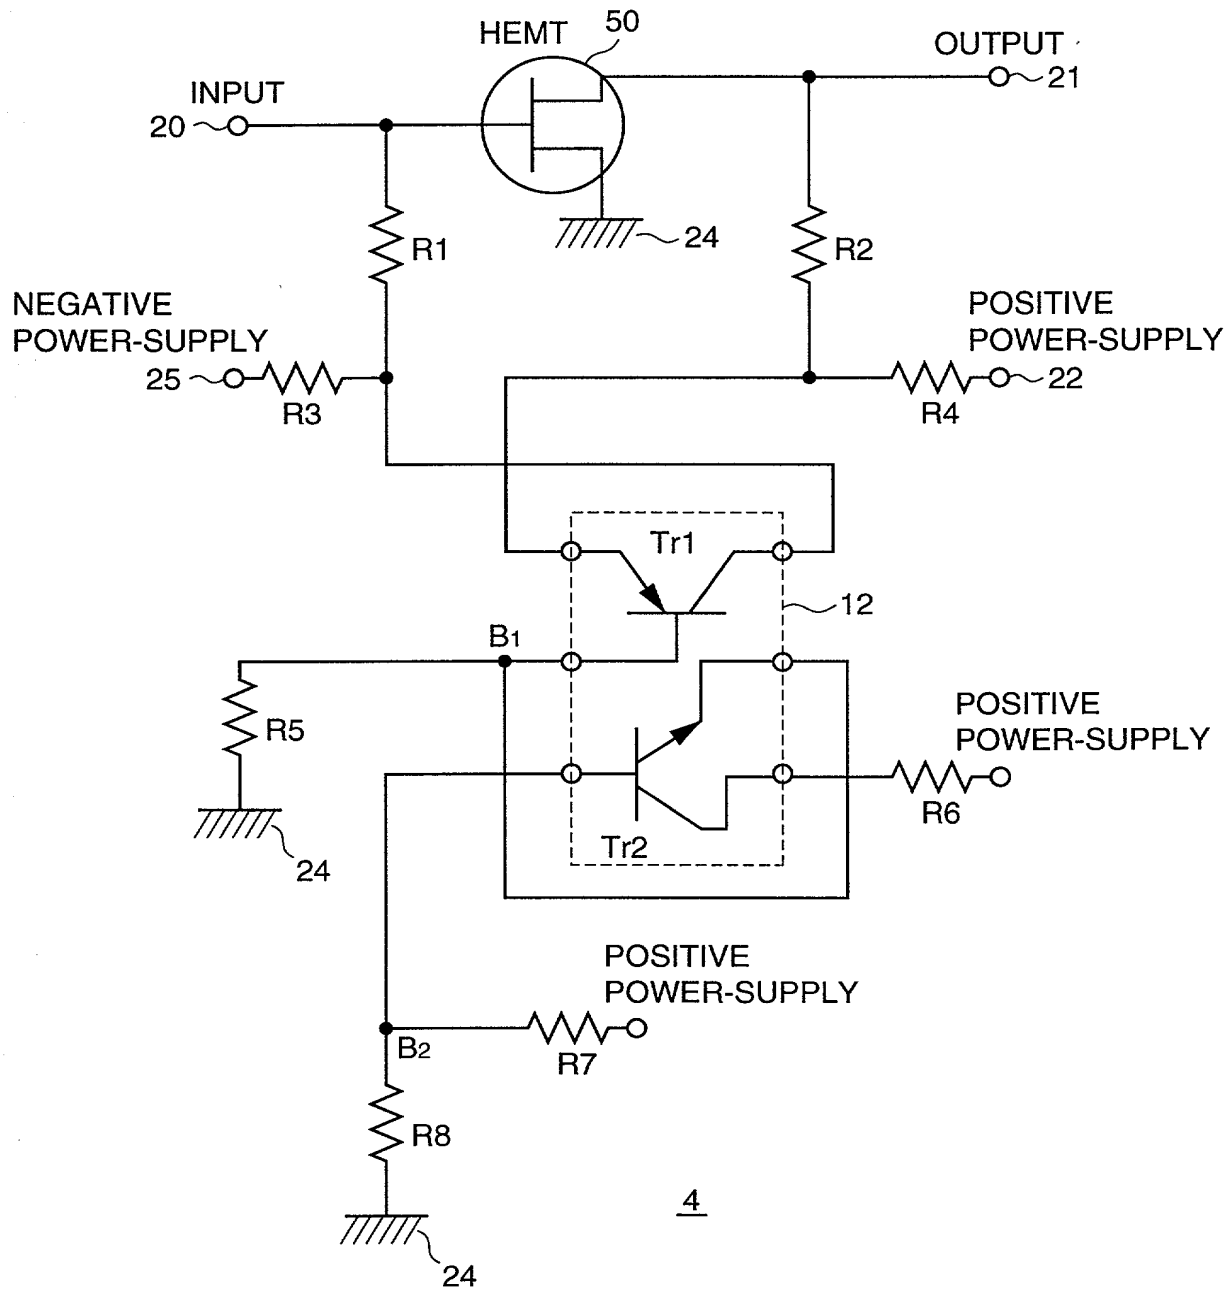 HEMT
50
OUTPUT
21
INPUT
20
24
R1
R2
NEGATIVE
POWER-SUPPLY
25
R3
POSITIVE
POWER-SUPPLY
22
R4
Tr1
12
B1
R5
24
POSITIVE
POWER-SUPPLY
R6
Tr2
POSITIVE
POWER-SUPPLY
B2
R7
R8
4
24